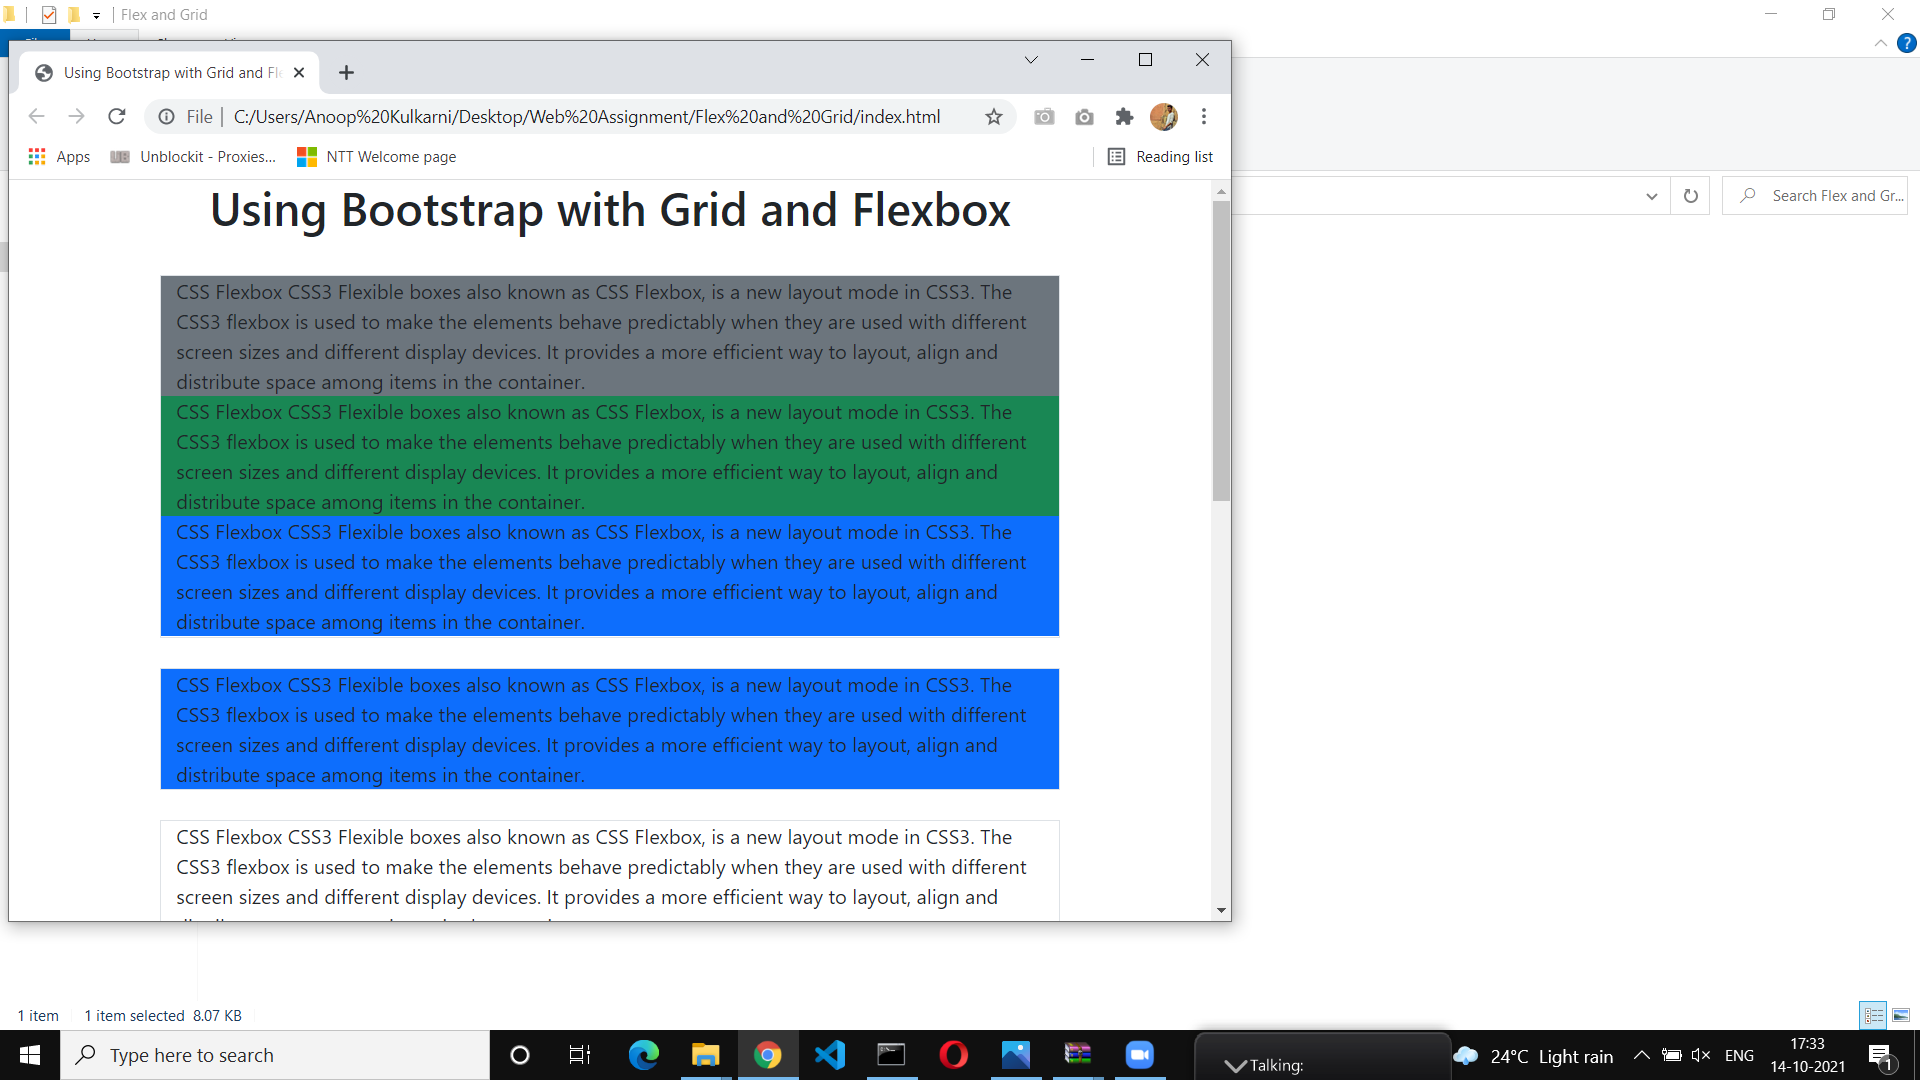 Flex and Grid
Using Bootstrap with Grid and Fl
File | C:/Users/Anoop%20Kulkarni/Desktop/Web%20Assignment/Flex%20and%20Grid/index.html
Apps
Unblockit - Proxies...
NTT Welcome page
Reading list
Search Flex and Gr...
Using Bootstrap with Grid and Flexbox
CSS Flexbox CSS3 Flexible boxes also known as CSS Flexbox, is a new layout mode in CSS3. The
CSS3 flexbox is used to make the elements behave predictably when they are used with different
screen sizes and different display devices. It provides a more efficient way to layout, align and
distribute space among items in the container.
CSS Flexbox CSS3 Flexible boxes also known as CSS Flexbox, is a new layout mode in CSS3. The
CSS3 flexbox is used to make the elements behave predictably when they are used with different
screen sizes and different display devices. It provides a more efficient way to layout, align and
distribute space among items in the container.
CSS Flexbox CSS3 Flexible boxes also known as CSS Flexbox, is a new layout mode in CSS3. The
CSS3 flexbox is used to make the elements behave predictably when they are used with different
screen sizes and different display devices. It provides a more efficient way to layout, align and
distribute space among items in the container.
CSS Flexbox CSS3 Flexible boxes also known as CSS Flexbox, is a new layout mode in CSS3. The
CSS3 flexbox is used to make the elements behave predictably when they are used with different
screen sizes and different display devices. It provides a more efficient way to layout, align and
distribute space among items in the container.
CSS Flexbox CSS3 Flexible boxes also known as CSS Flexbox, is a new layout mode in CSS3. The
CSS3 flexbox is used to make the elements behave predictably when they are used with different
screen sizes and different display devices. It provides a more efficient way to layout, align and
1 item
1 item selected 8.07 KB
Type here to search
Talking:
24°C Light rain
ENG
17:33
14-10-2021
1